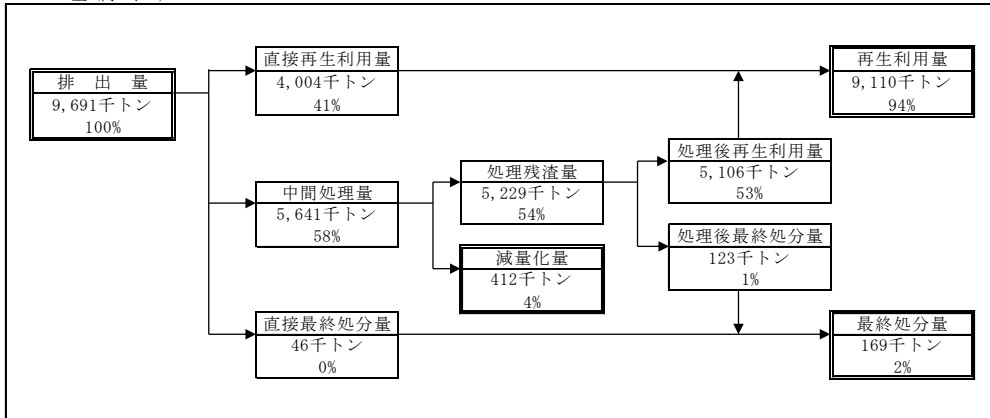 排出量
9,691千トン
100%
直接再生利用量
4,004千トン
41%
中間処理量
5,641千トン
58%
直接最終処分量
46千トン
0%
処理残渣量
5,229千トン
54%
減量化量
412千トン
4%
処理後再生利用量
5,106千トン
53%
処理後最終処分量
123千トン
1%
再生利用量
9,110千トン
94%
最終処分量
169千トン
2%